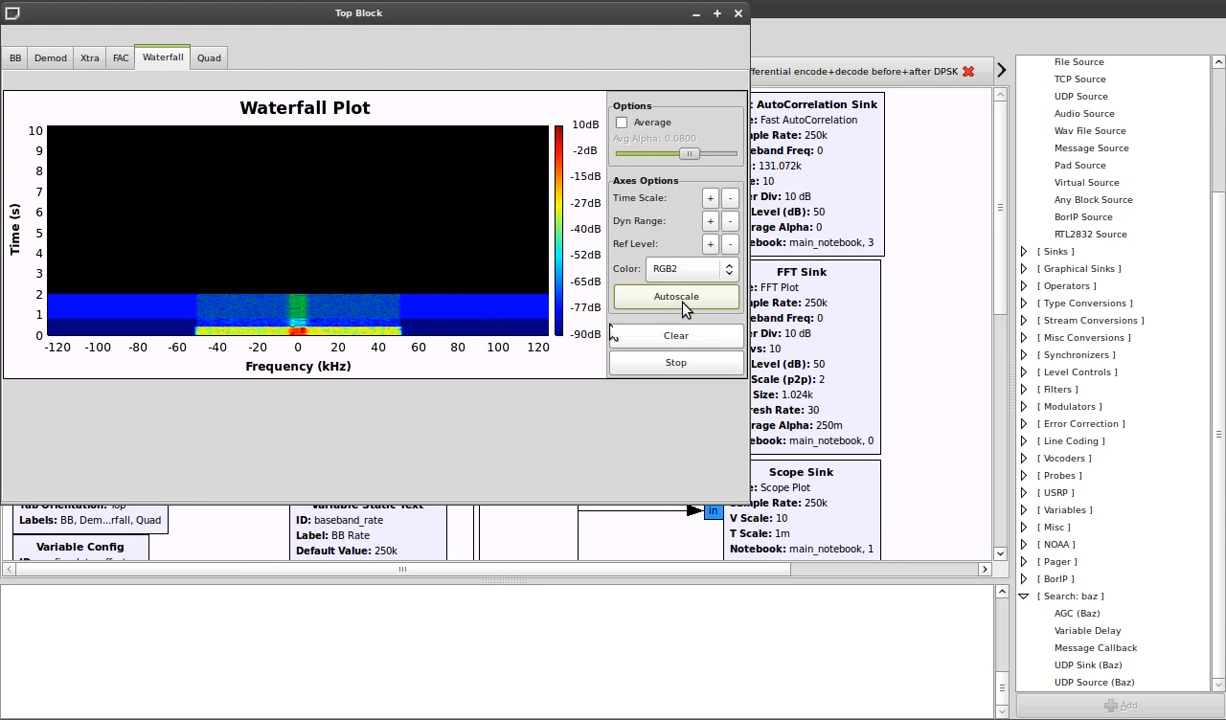 Top Block
BB Demod Xtra FAC Waterfall Quad
Waterfall Plot
10
9
8
7
6
5
4
3
2
1
0
Time (s)
-120 -100 -80 -60 -40 -20 0 20 40 60 80 100 120
Frequency (kHz)
10dB
-2dB
-15dB
-27dB
-40dB
-52dB
-65dB
-77dB
-90dB
Options
Average
Avg Alpha: 0.0800
Axes Options
Time Scale: + -
Dyn Range: + -
Ref Level: + -
Color: RGB2
Autoscale
Clear
Stop
fferential encode+decode before+after DPSK
AutoCorrelation Sink
e: Fast AutoCorrelation
ple Rate: 250k
eband Freq: 0
: 131.072k
e: 10
er Div: 10 dB
Level (dB): 50
rage Alpha: 0
ebook: main_notebook, 3
FFT Sink
e: FFT Plot
ple Rate: 250k
eband Freq: 0
er Div: 10 dB
vs: 10
Level (dB): 50
Scale (p2p): 2
Size: 1.024k
resh Rate: 30
rage Alpha: 250m
ebook: main_notebook, 0
Scope Sink
e: Scope Plot
Sample Rate: 250k
V Scale: 10
T Scale: 1m
Notebook: main_notebook, 1
in
Tab Orientation: Top
Labels: BB, Dem...rfall, Quad
Variable Config
Variable Static Text
ID: baseband_rate
Label: BB Rate
Default Value: 250k
File Source
TCP Source
UDP Source
Audio Source
Wav File Source
Message Source
Pad Source
Virtual Source
Any Block Source
BorIP Source
RTL2832 Source
[ Sinks ]
[ Graphical Sinks ]
[ Operators ]
[ Type Conversions ]
[ Stream Conversions ]
[ Misc Conversions ]
[ Synchronizers ]
[ Level Controls ]
[ Filters ]
[ Modulators ]
[ Error Correction ]
[ Line Coding ]
[ Vocoders ]
[ Probes ]
[ USRP ]
[ Variables ]
[ Misc ]
[ NOAA ]
[ Pager ]
[ BorIP ]
[ Search: baz ]
AGC (Baz)
Variable Delay
Message Callback
UDP Sink (Baz)
UDP Source (Baz)
Add